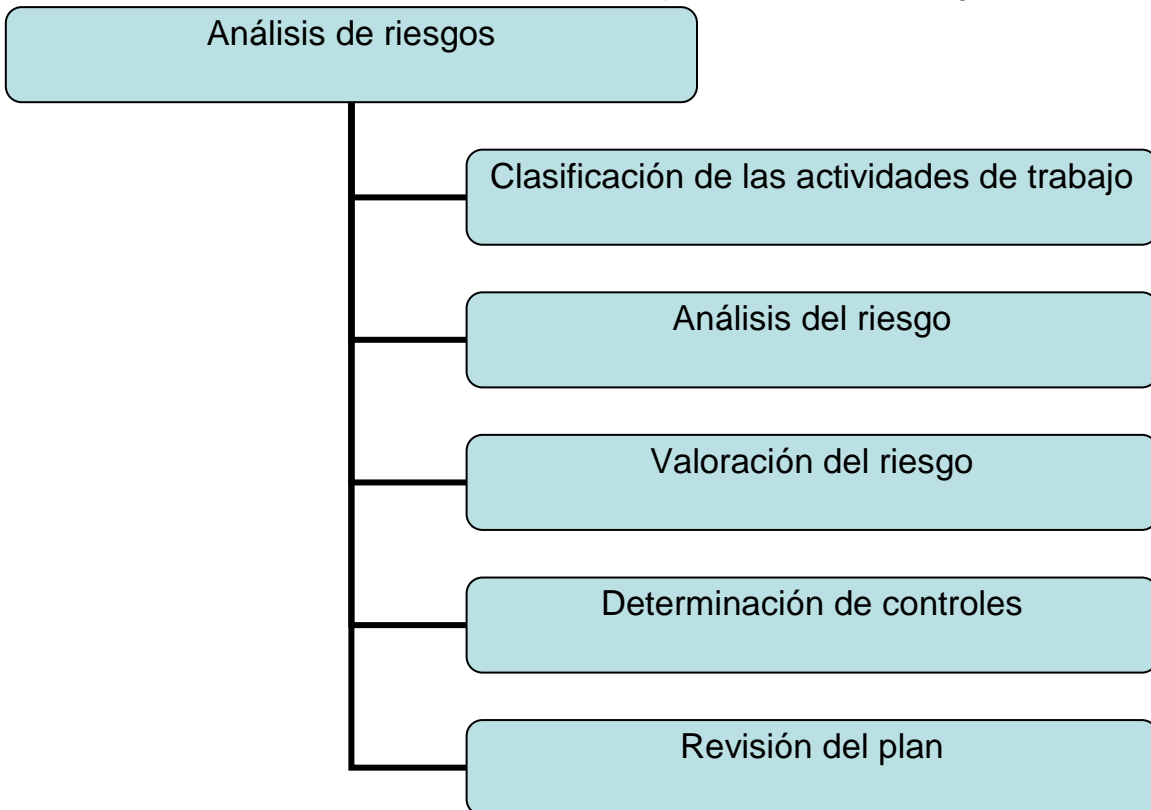 Análisis de riesgos
Clasificación de las actividades de trabajo
Análisis del riesgo
Valoración del riesgo
Determinación de controles
Revisión del plan